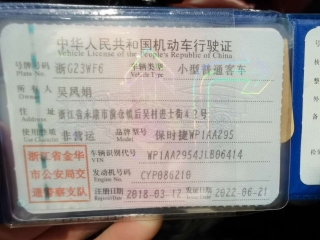 中华人民共和国机动车行驶证
Vehicle License of the People's Republic of China
号牌号码 浙G23WF6 车辆类型 小型普通客车
Plate No. Vehicle Type
所有人 吴凤娟
Owner
住址 浙江省永康市前仓镇后吴村进士街
Address
使用性质 非营运 品牌型号 保时捷WP1AA295
Use Character Model
浙江省金华
市公安局交
通警察支队
车辆识别代号 WP1AA2954JLB06414
VIN
发动机号码 CYP086210
Engine No.
注册日期 2018-03-12 发证日期 2022-06-21
Register Date Issue Date